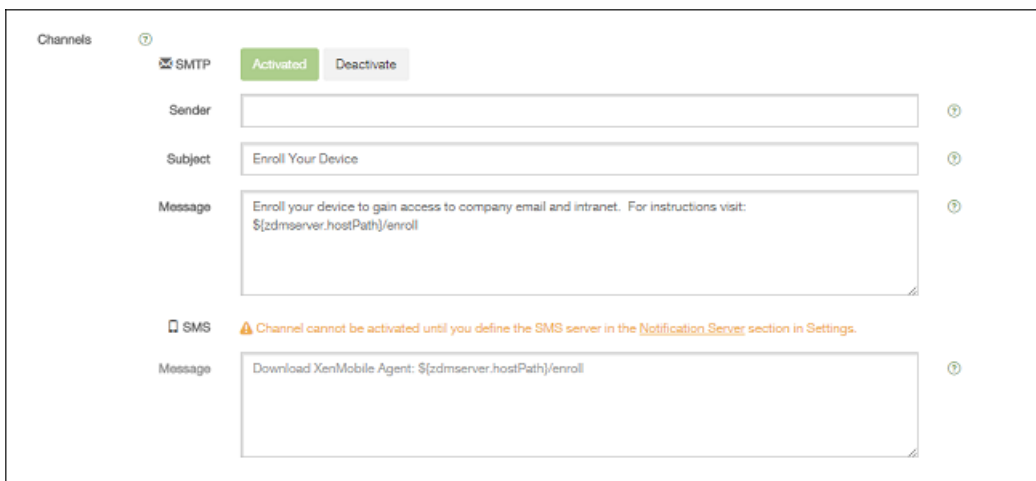 Channels
SMTP Activated Deactivate
Sender
Subject Enroll Your Device
Message Enroll your device to gain access to company email and intranet. For instructions visit:
${zdmserver.hostPath}/enroll
SMS Channel cannot be activated until you define the SMS server in the Notification Server section in Settings.
Message Download XenMobile Agent: ${zdmserver.hostPath}/enroll